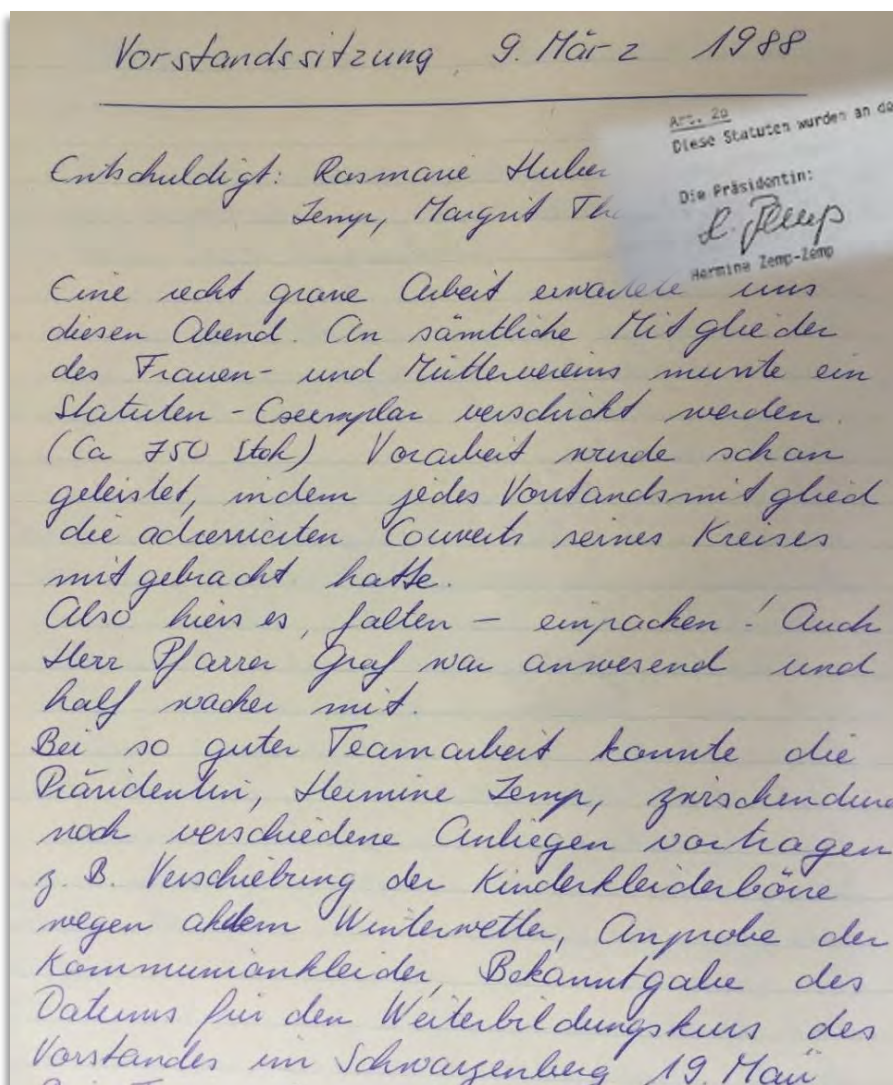 Vorstandssitzung 9. März 1988
Entschuldigt: Rosmarie Huber
Zemp, Margrit
Art. 20
Diese Statuten wurden an
Die Präsidentin:
H. Zemp
Hermine Zemp-Zemp
Eine recht grosse Arbeit erwartete uns
diesen Abend. An sämtliche Mitglieder
des Frauen- und Müttervereins musste ein
Statuten-Exemplar verschickt werden.
(Ca 750 Stck) Vorarbeit wurde schon
geleistet, indem jedes Vorstandsmitglied
die adressierten Couverts seines Kreises
mitgebracht hatte.
Also hiess es, falten – einpacken! Auch
Herr Pfarrer Graf war anwesend und
half wacker mit.
Bei so guter Teamarbeit konnte die
Präsidentin, Hermine Zemp,
noch verschiedene Anliegen vortragen
z. B. Verschiebung der Kinderkleiderbörse
wegen Winterwetter, Anprobe der
Kommunionkleider, Bekanntgabe des
Datums für den Weiterbildungskurs des
Vorstandes im Schwarzenberg 19.